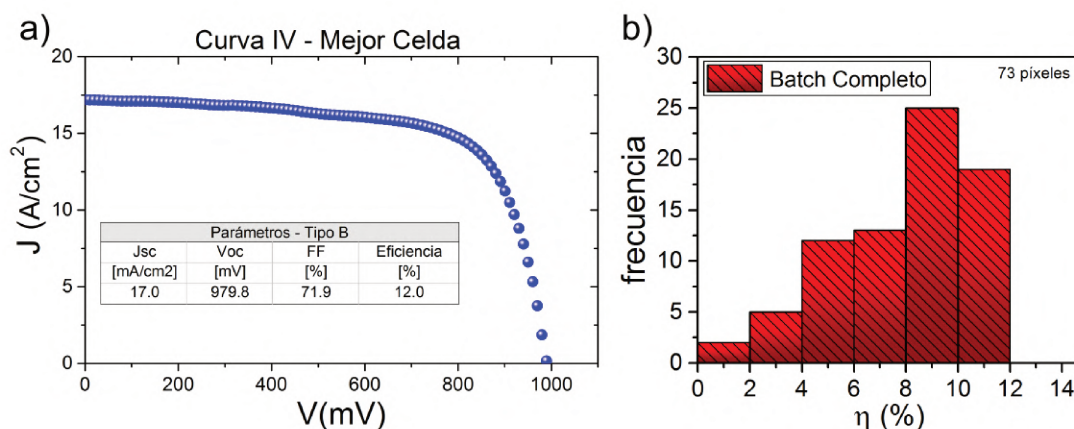 a)
Curva IV - Mejor Celda
20
15
10
5
0
J (A/cm²)
Parámetros - Tipo B
Jsc Voc FF Eficiencia
[mA/cm2] [mV] [%] [%]
17.0 979.8 71.9 12.0
0 200 400 600 800 1000
V(mV)
b)
30
25
20
15
10
5
0
frecuencia
Batch Completo
73 píxeles
0 2 4 6 8 10 12 14
η (%)